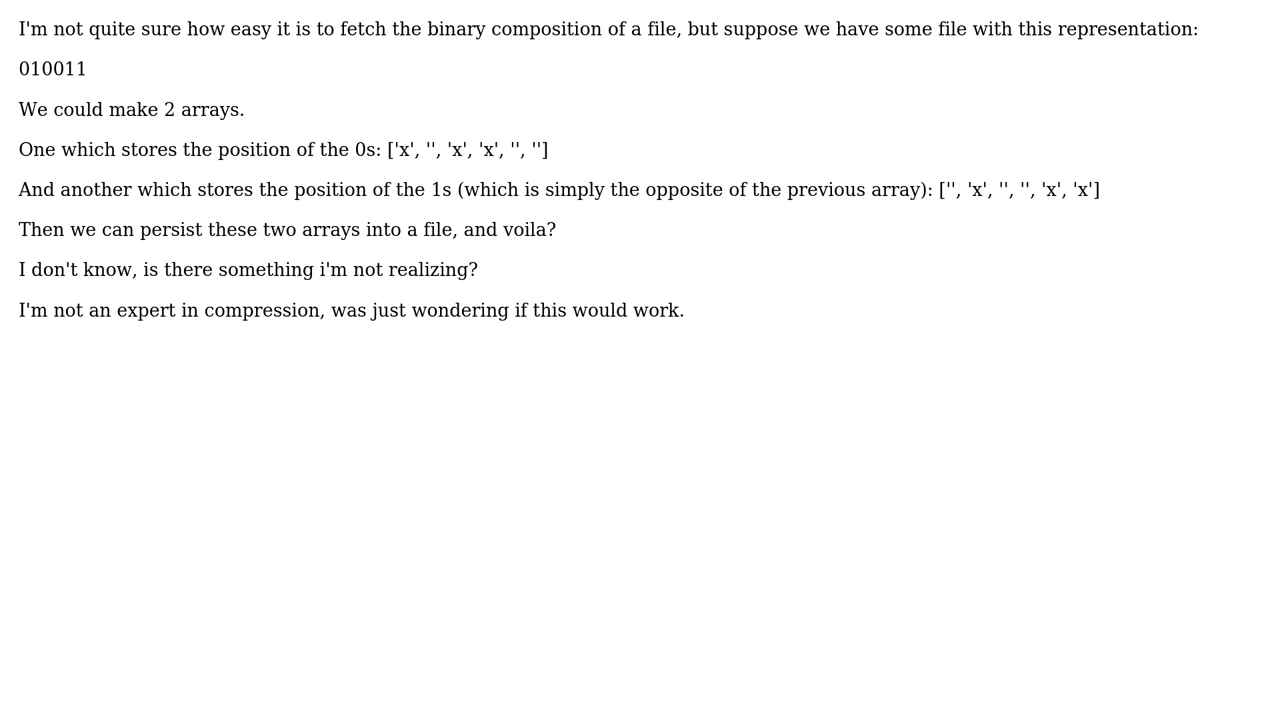 I'm not quite sure how easy it is to fetch the binary composition of a file, but suppose we have some file with this representation:
010011
We could make 2 arrays.
One which stores the position of the 0s: ['x', '', 'x', 'x', '', '']
And another which stores the position of the 1s (which is simply the opposite of the previous array): ['', 'x', '', '', 'x', 'x']
Then we can persist these two arrays into a file, and voila?
I don't know, is there something i'm not realizing?
I'm not an expert in compression, was just wondering if this would work.